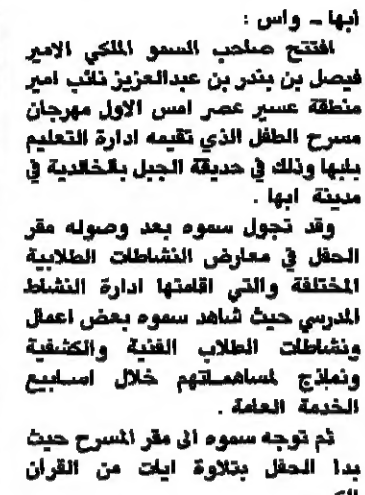 أبها ـ واس :
افتتح صاحب السمو الملكي الامير
فيصل بن بندر بن عبدالعزيز نائب امير
منطقة عسير عصر امس الاول مهرجان
مسرح الطفل الذي تقيمه ادارة التعليم
بابها وذلك في حديقة الجبل بالخالدية في
مدينة ابها .
وقد تجول سموه بعد وصوله مقر
الحفل في معارض النشاطات الطلابية
المختلفة والتي اقامتها ادارة النشاط
المدرسي حيث شاهد سموه بعض اعمال
ونشاطات الطلاب الفنية والكشفية
ونماذج لمساهماتهم خلال اسابيع
الخدمة العامة .
ثم توجه سموه الى مقر المسرح حيث
بدا الحفل بتلاوة ايات من القران